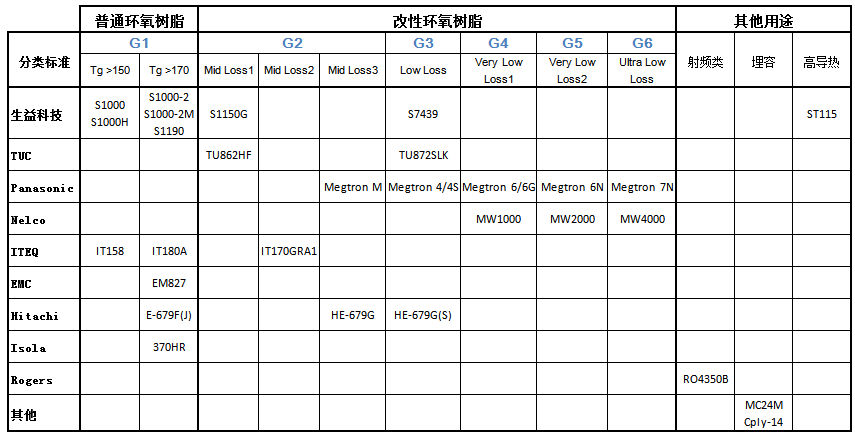 普通环氧树脂 改性环氧树脂 其他用途
分类标准 G1 G2 G3 G4 G5 G6 射频类 埋容 高导热
Tg >150 Tg >170 Mid Loss1 Mid Loss2 Mid Loss3 Low Loss Very Low Loss1 Very Low Loss2 Ultra Low Loss
生益科技 S1000 S1000H S1000-2 S1000-2M S1190 S1150G S7439 ST115
TUC TU862HF TU872SLK
Panasonic Megtron M Megtron 4/4S Megtron 6/6G Megtron 6N Megtron 7N
Nelco MW1000 MW2000 MW4000
ITEQ IT158 IT180A IT170GRA1
EMC EM827
Hitachi E-679F(J) HE-679G HE-679G(S)
Isola 370HR
Rogers RO4350B
其他 MC24M Cply-14